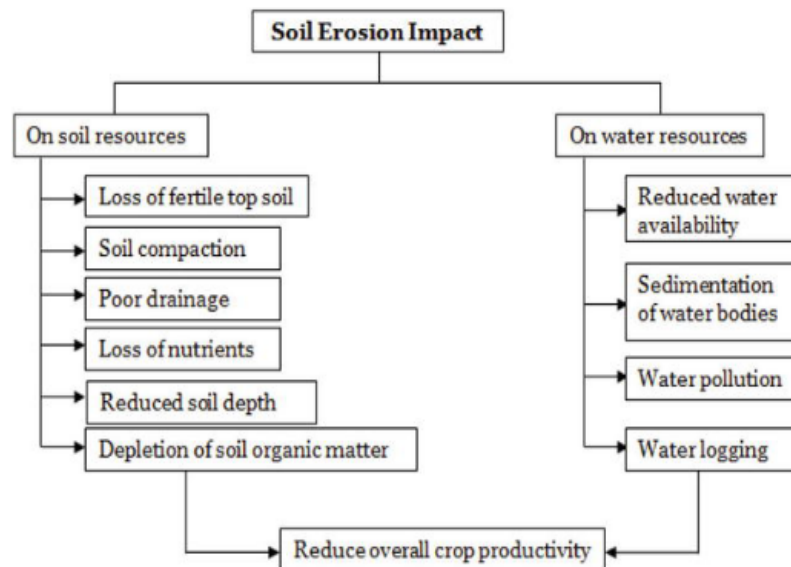 Soil Erosion Impact
On soil resources
Loss of fertile top soil
Soil compaction
Poor drainage
Loss of nutrients
Reduced soil depth
Depletion of soil organic matter
On water resources
Reduced water
availability
Sedimentation
of water bodies
Water pollution
Water logging
Reduce overall crop productivity